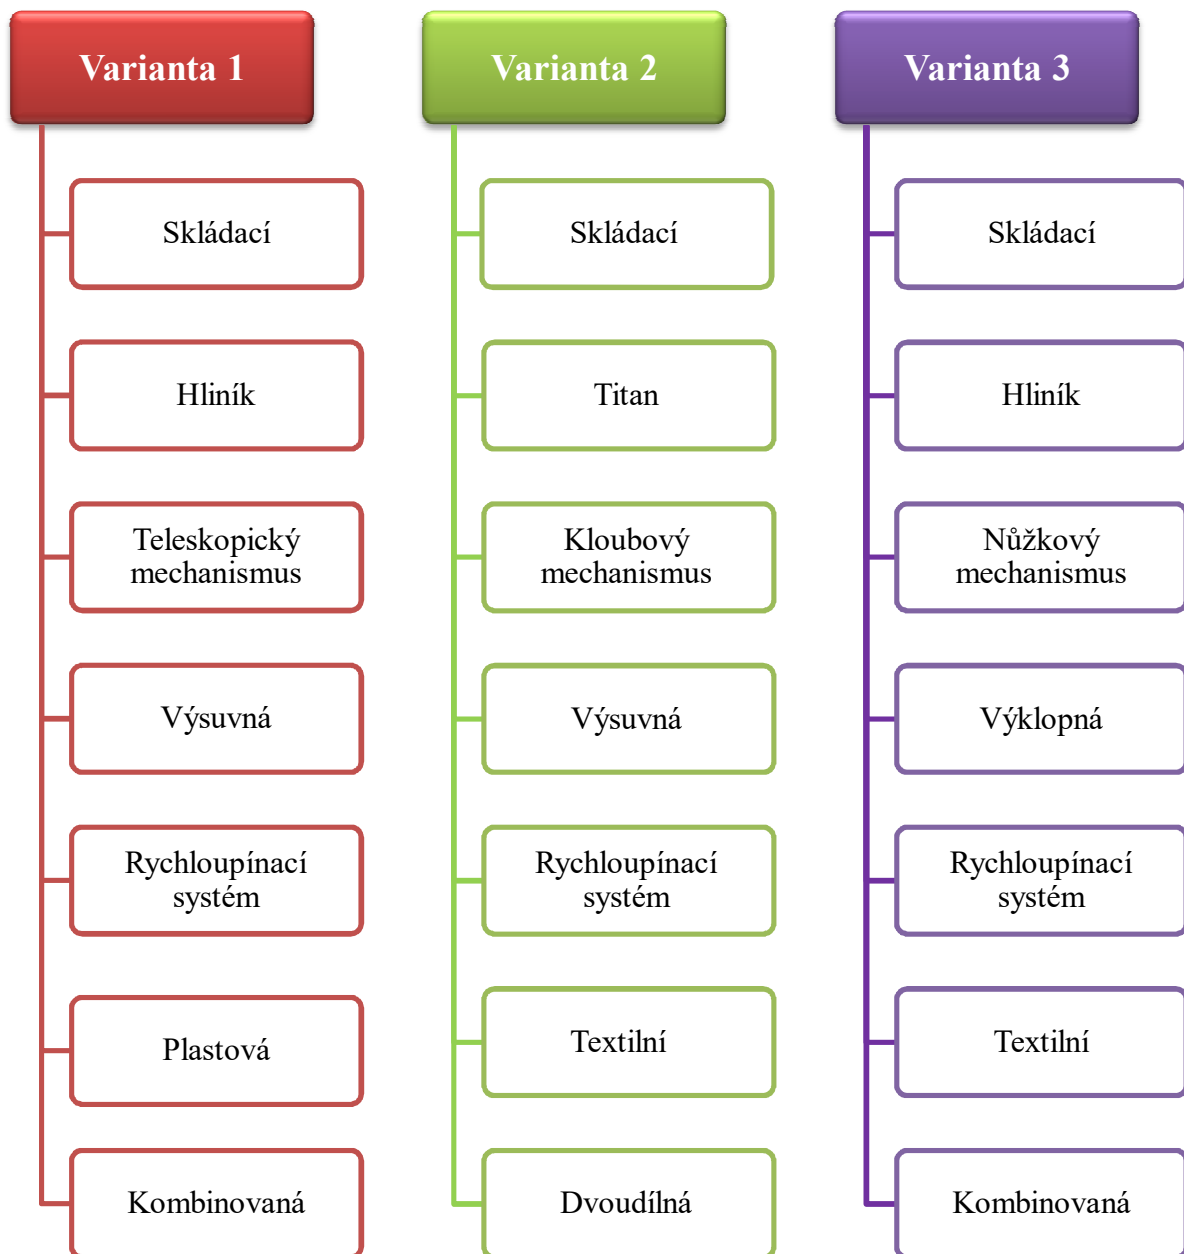 Varianta 1
Skládací
Hliník
Teleskopický
mechanismus
Výsuvná
Rychloupínací
systém
Plastová
Kombinovaná
Varianta 2
Skládací
Titan
Kloubový
mechanismus
Výsuvná
Rychloupínací
systém
Textilní
Dvoudílná
Varianta 3
Skládací
Hliník
Nůžkový
mechanismus
Výklopná
Rychloupínací
systém
Textilní
Kombinovaná